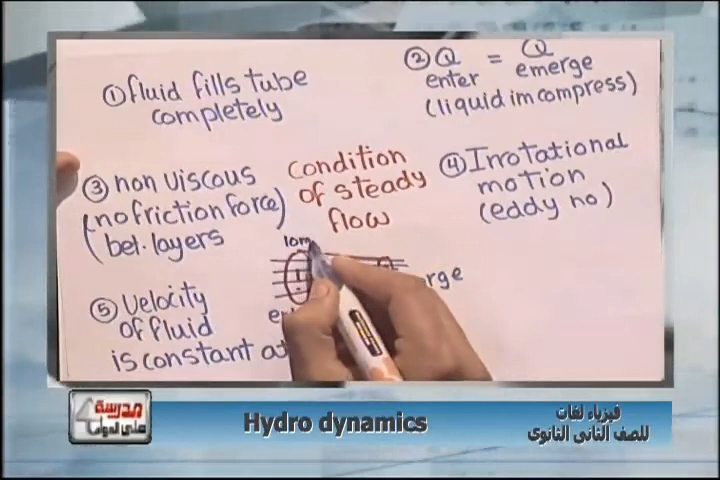 ① fluid fills tube
completely
② Q enter = Q emerge
(liquid imcompress)
③ non viscous
(no friction force
bet. layers)
condition
of steady
flow
④ Irrotational
motion
(eddy no)
⑤ Velocity
of fluid
is constant at
rge
مدرسة
على الهواء
Hydro dynamics
فيزياء لغات
للصف الثانى الثانوى